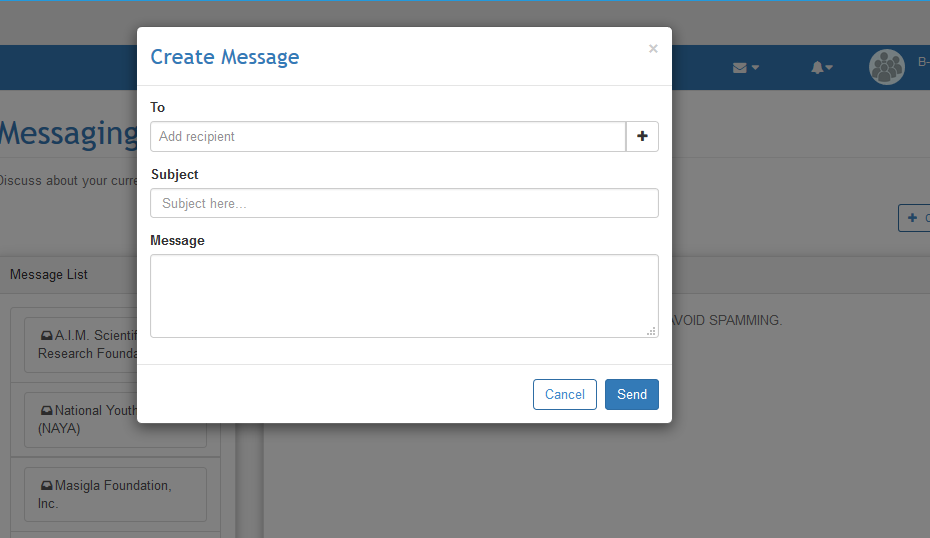 Create Message
×
B-
To
Add recipient
Messaging
Subject
Discuss about your curre
Subject here...
Message
Message List
AVOID SPAMMING.
A.I.M. Scientif
Research Founda
Cancel
Send
National Youth
(NAYA)
Masigla Foundation,
Inc.